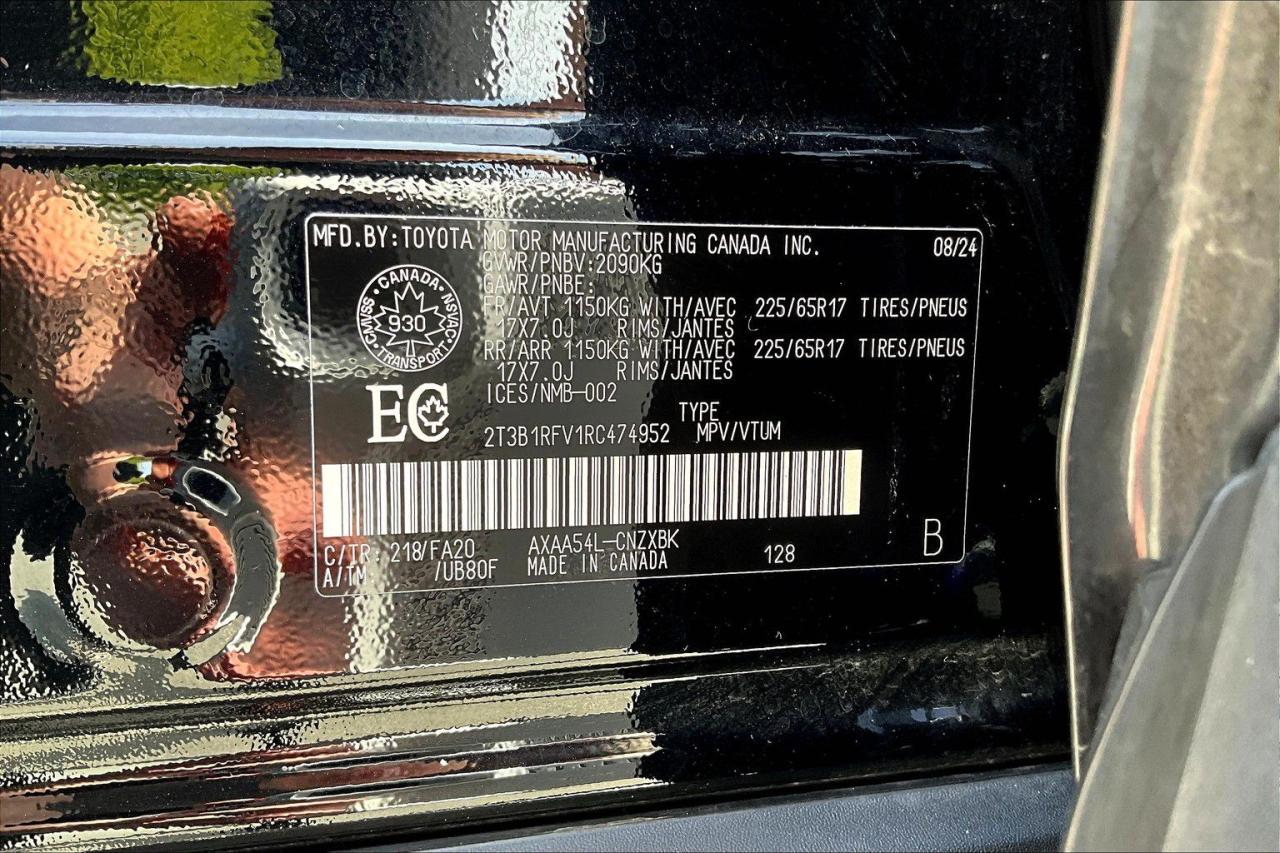 MFD.BY:TOYOTA MOTOR MANUFACTURING CANADA INC. 08/24
GVWR/PNBV:2090KG
GAWR/PNBE:
FR/AVT 1150KG WITH/AVEC 225/65R17 TIRES/PNEUS
17X7.0J RIMS/JANTES
RR/ARR 1150KG WITH/AVEC 225/65R17 TIRES/PNEUS
17X7.0J RIMS/JANTES
ICES/NMB-002
CANADA
CMVSS NSVAC
930
TRANSPORT
EC
TYPE
2T3B1RFV1RC474952 MPV/VTUM
C/TR 218/FA20 AXAA54L-CNZXBK 128 B
A/TM /UB80F MADE IN CANADA